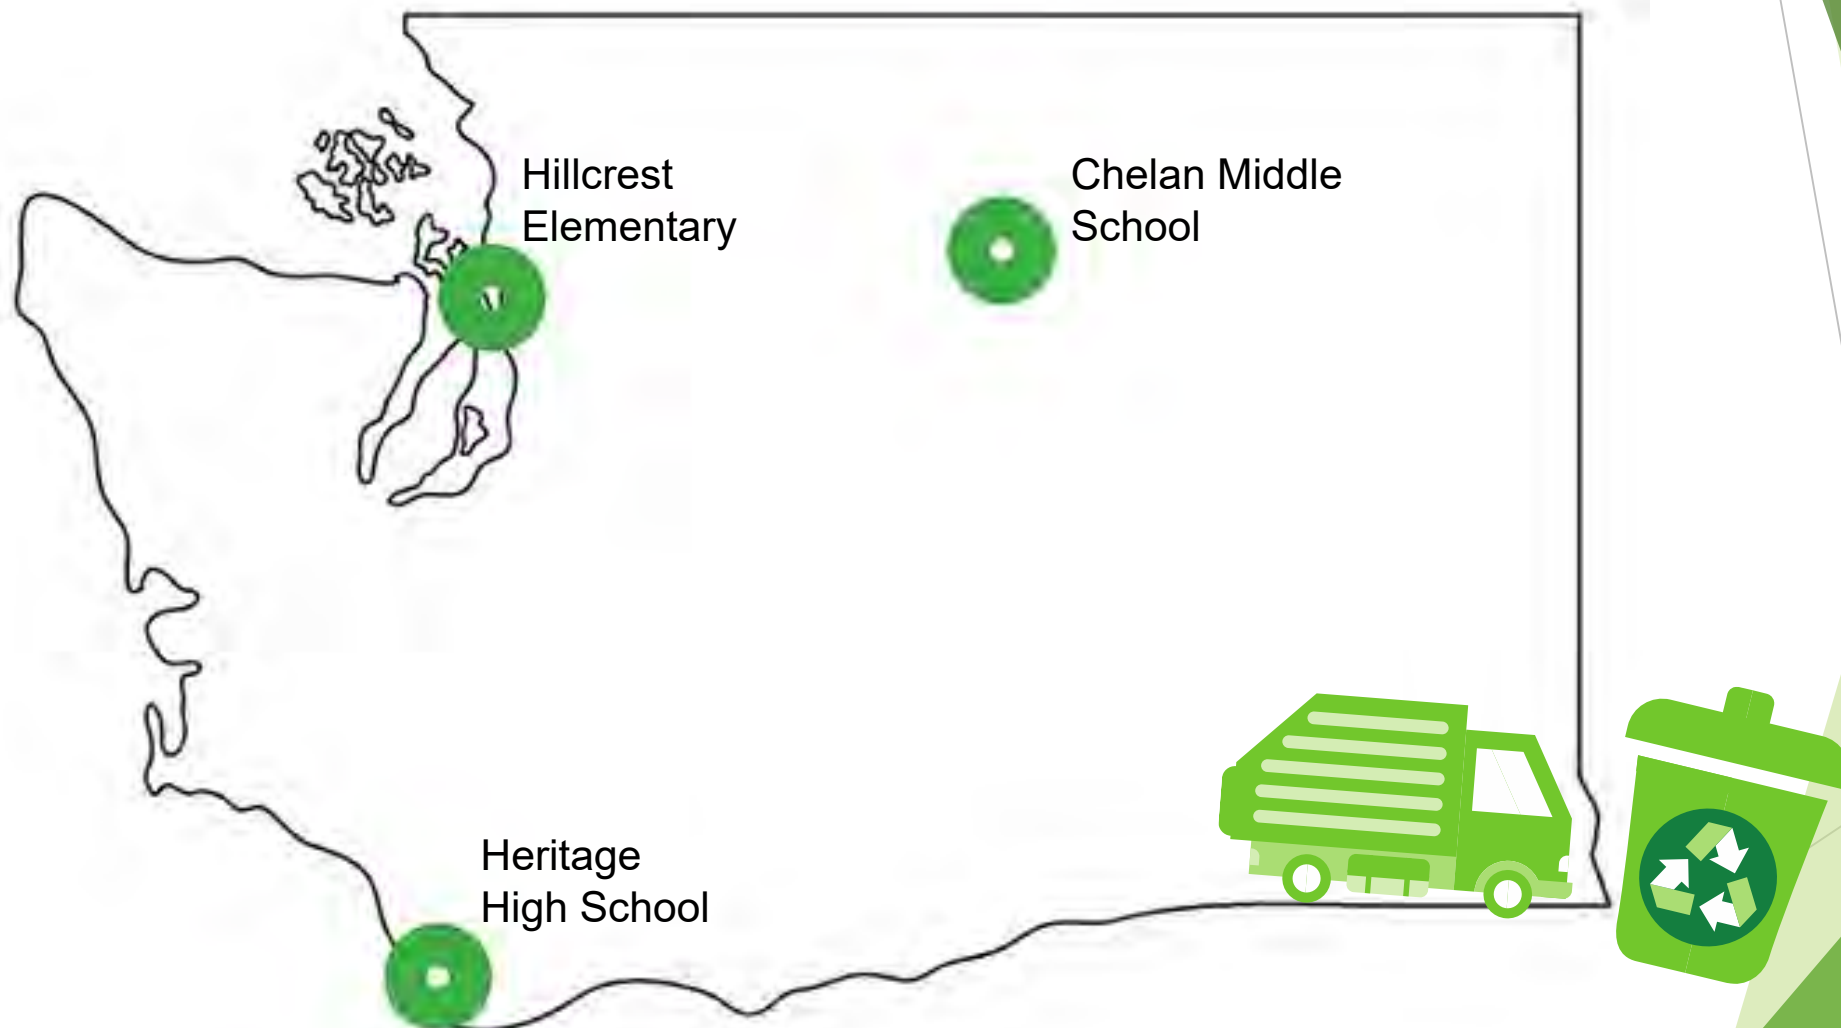 Hillcrest
Elementary
Chelan Middle
School
Heritage
High School